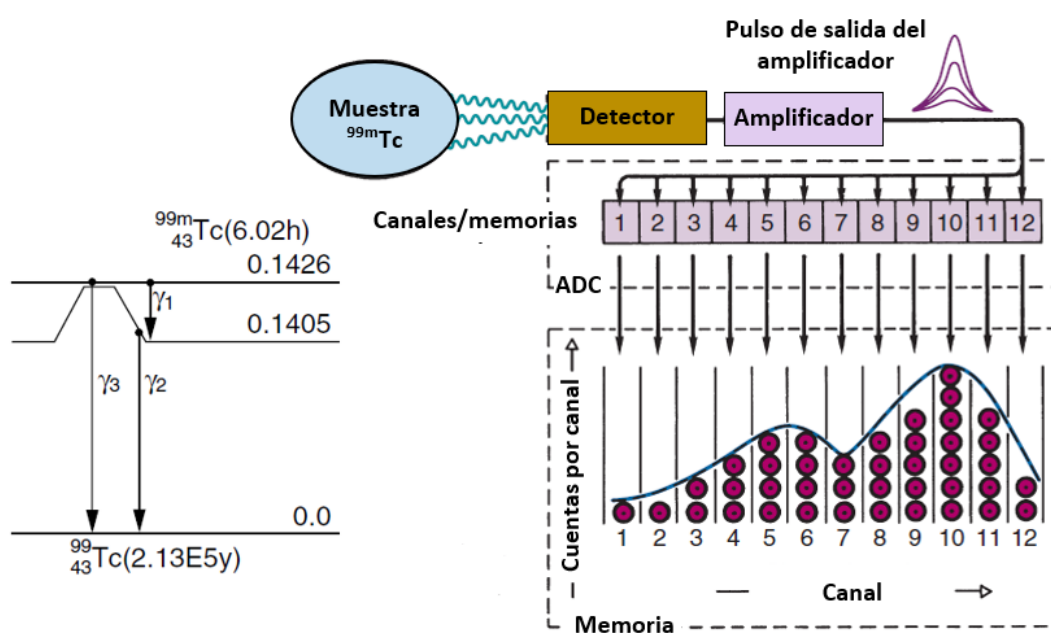 Pulso de salida del
amplificador
Muestra
99mTc
Detector
Amplificador
Canales/memorias
1 2 3 4 5 6 7 8 9 10 11 12
ADC
99m
43Tc(6.02h)
0.1426
γ1
0.1405
γ3
γ2
0.0
99
43Tc(2.13E5y)
Cuentas por canal
1 2 3 4 5 6 7 8 9 10 11 12
Canal
Memoria